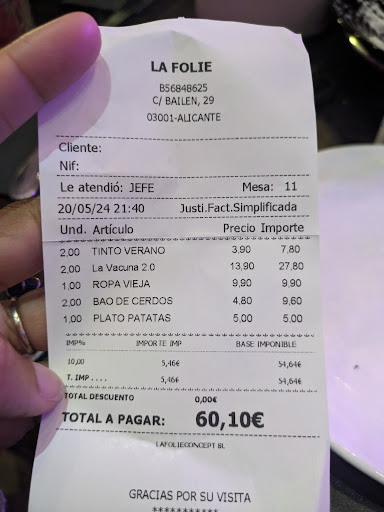 LA FOLIE
B56848625
C/ BAILEN, 29
03001-ALICANTE
Cliente:
Nif:
Le atendió: JEFE Mesa: 11
20/05/24 21:40 Justi.Fact.Simplificada
Und. Artículo Precio Importe
2,00 TINTO VERANO 3,90 7,80
2,00 La Vacuna 2.0 13,90 27,80
1,00 ROPA VIEJA 9,90 9,90
2,00 BAO DE CERDOS 4,80 9,60
1,00 PLATO PATATAS 5,00 5,00
IMP% IMPORTE IMP BASE IMPONIBLE
10,00 5,46€ 54,64€
T. IMP .... 5,46€ 54,64€
TOTAL DESCUENTO 0,00€
TOTAL A PAGAR: 60,10€
LAFOLIECONCEPT SL
GRACIAS POR SU VISITA
***********